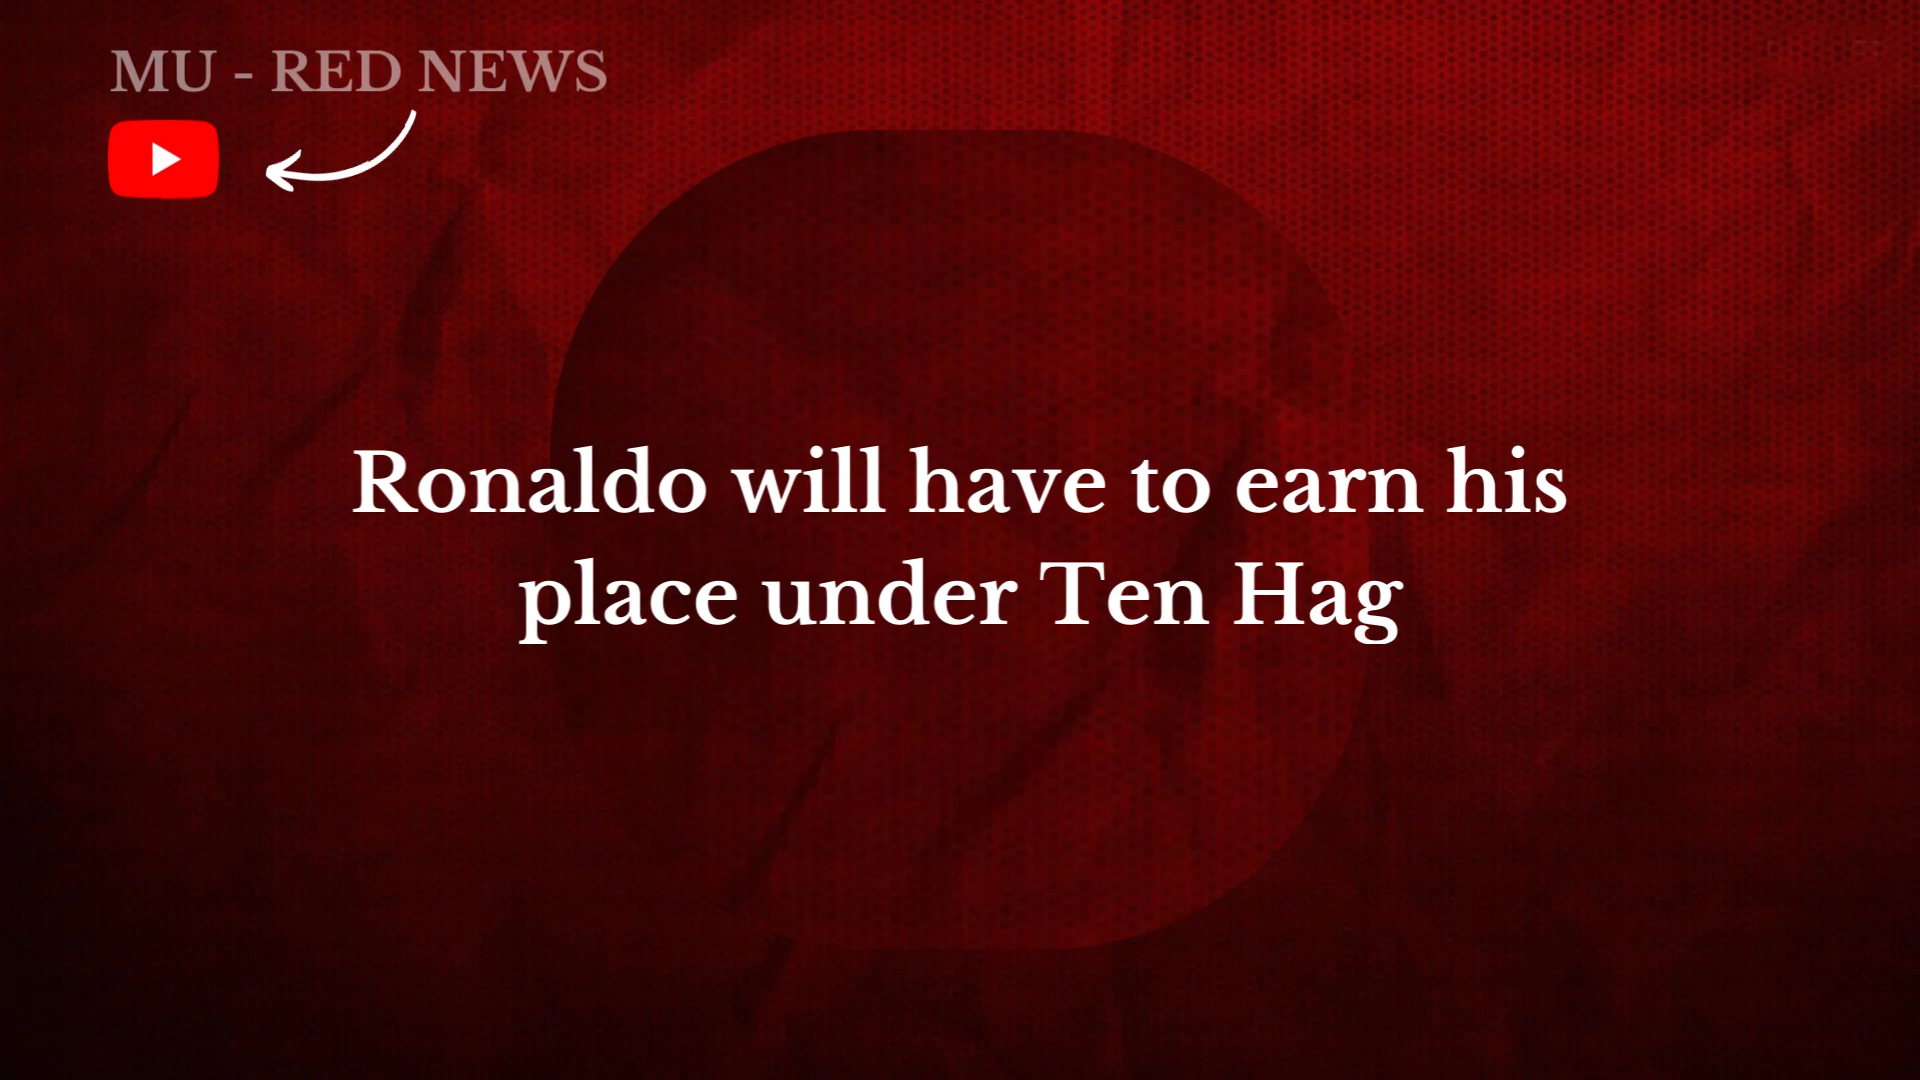 MU - RED NEWS
Ronaldo will have to earn his
place under Ten Hag